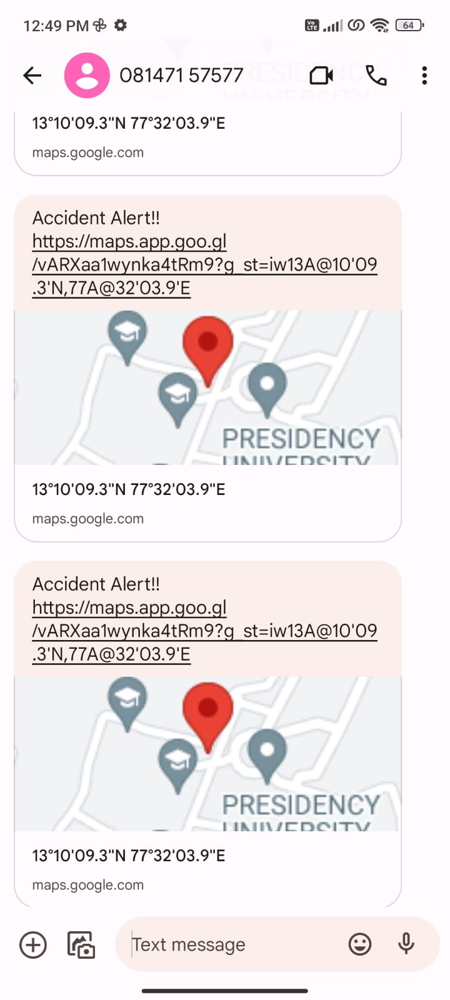 12:49 PM
Vo LTE
64
081471 57577
13°10'09.3"N 77°32'03.9"E
maps.google.com
Accident Alert!!
https://maps.app.goo.gl
/vARXaa1wynka4tRm9?g_st=iw13A@10'09
.3'N,77A@32'03.9'E
PRESIDENCY
UNIVERSITY
13°10'09.3"N 77°32'03.9"E
maps.google.com
Accident Alert!!
https://maps.app.goo.gl
/vARXaa1wynka4tRm9?g_st=iw13A@10'09
.3'N,77A@32'03.9'E
PRESIDENCY
UNIVERSITY
13°10'09.3"N 77°32'03.9"E
maps.google.com
Text message